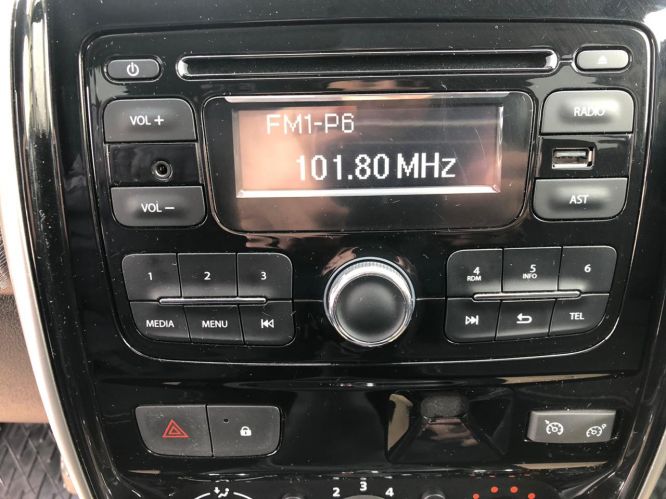 VOL +
RADIO
FM1-P6
101.80 MHz
VOL −
AST
1 2 3
4 RDM 5 INFO 6
MEDIA MENU
TEL
2 3 4